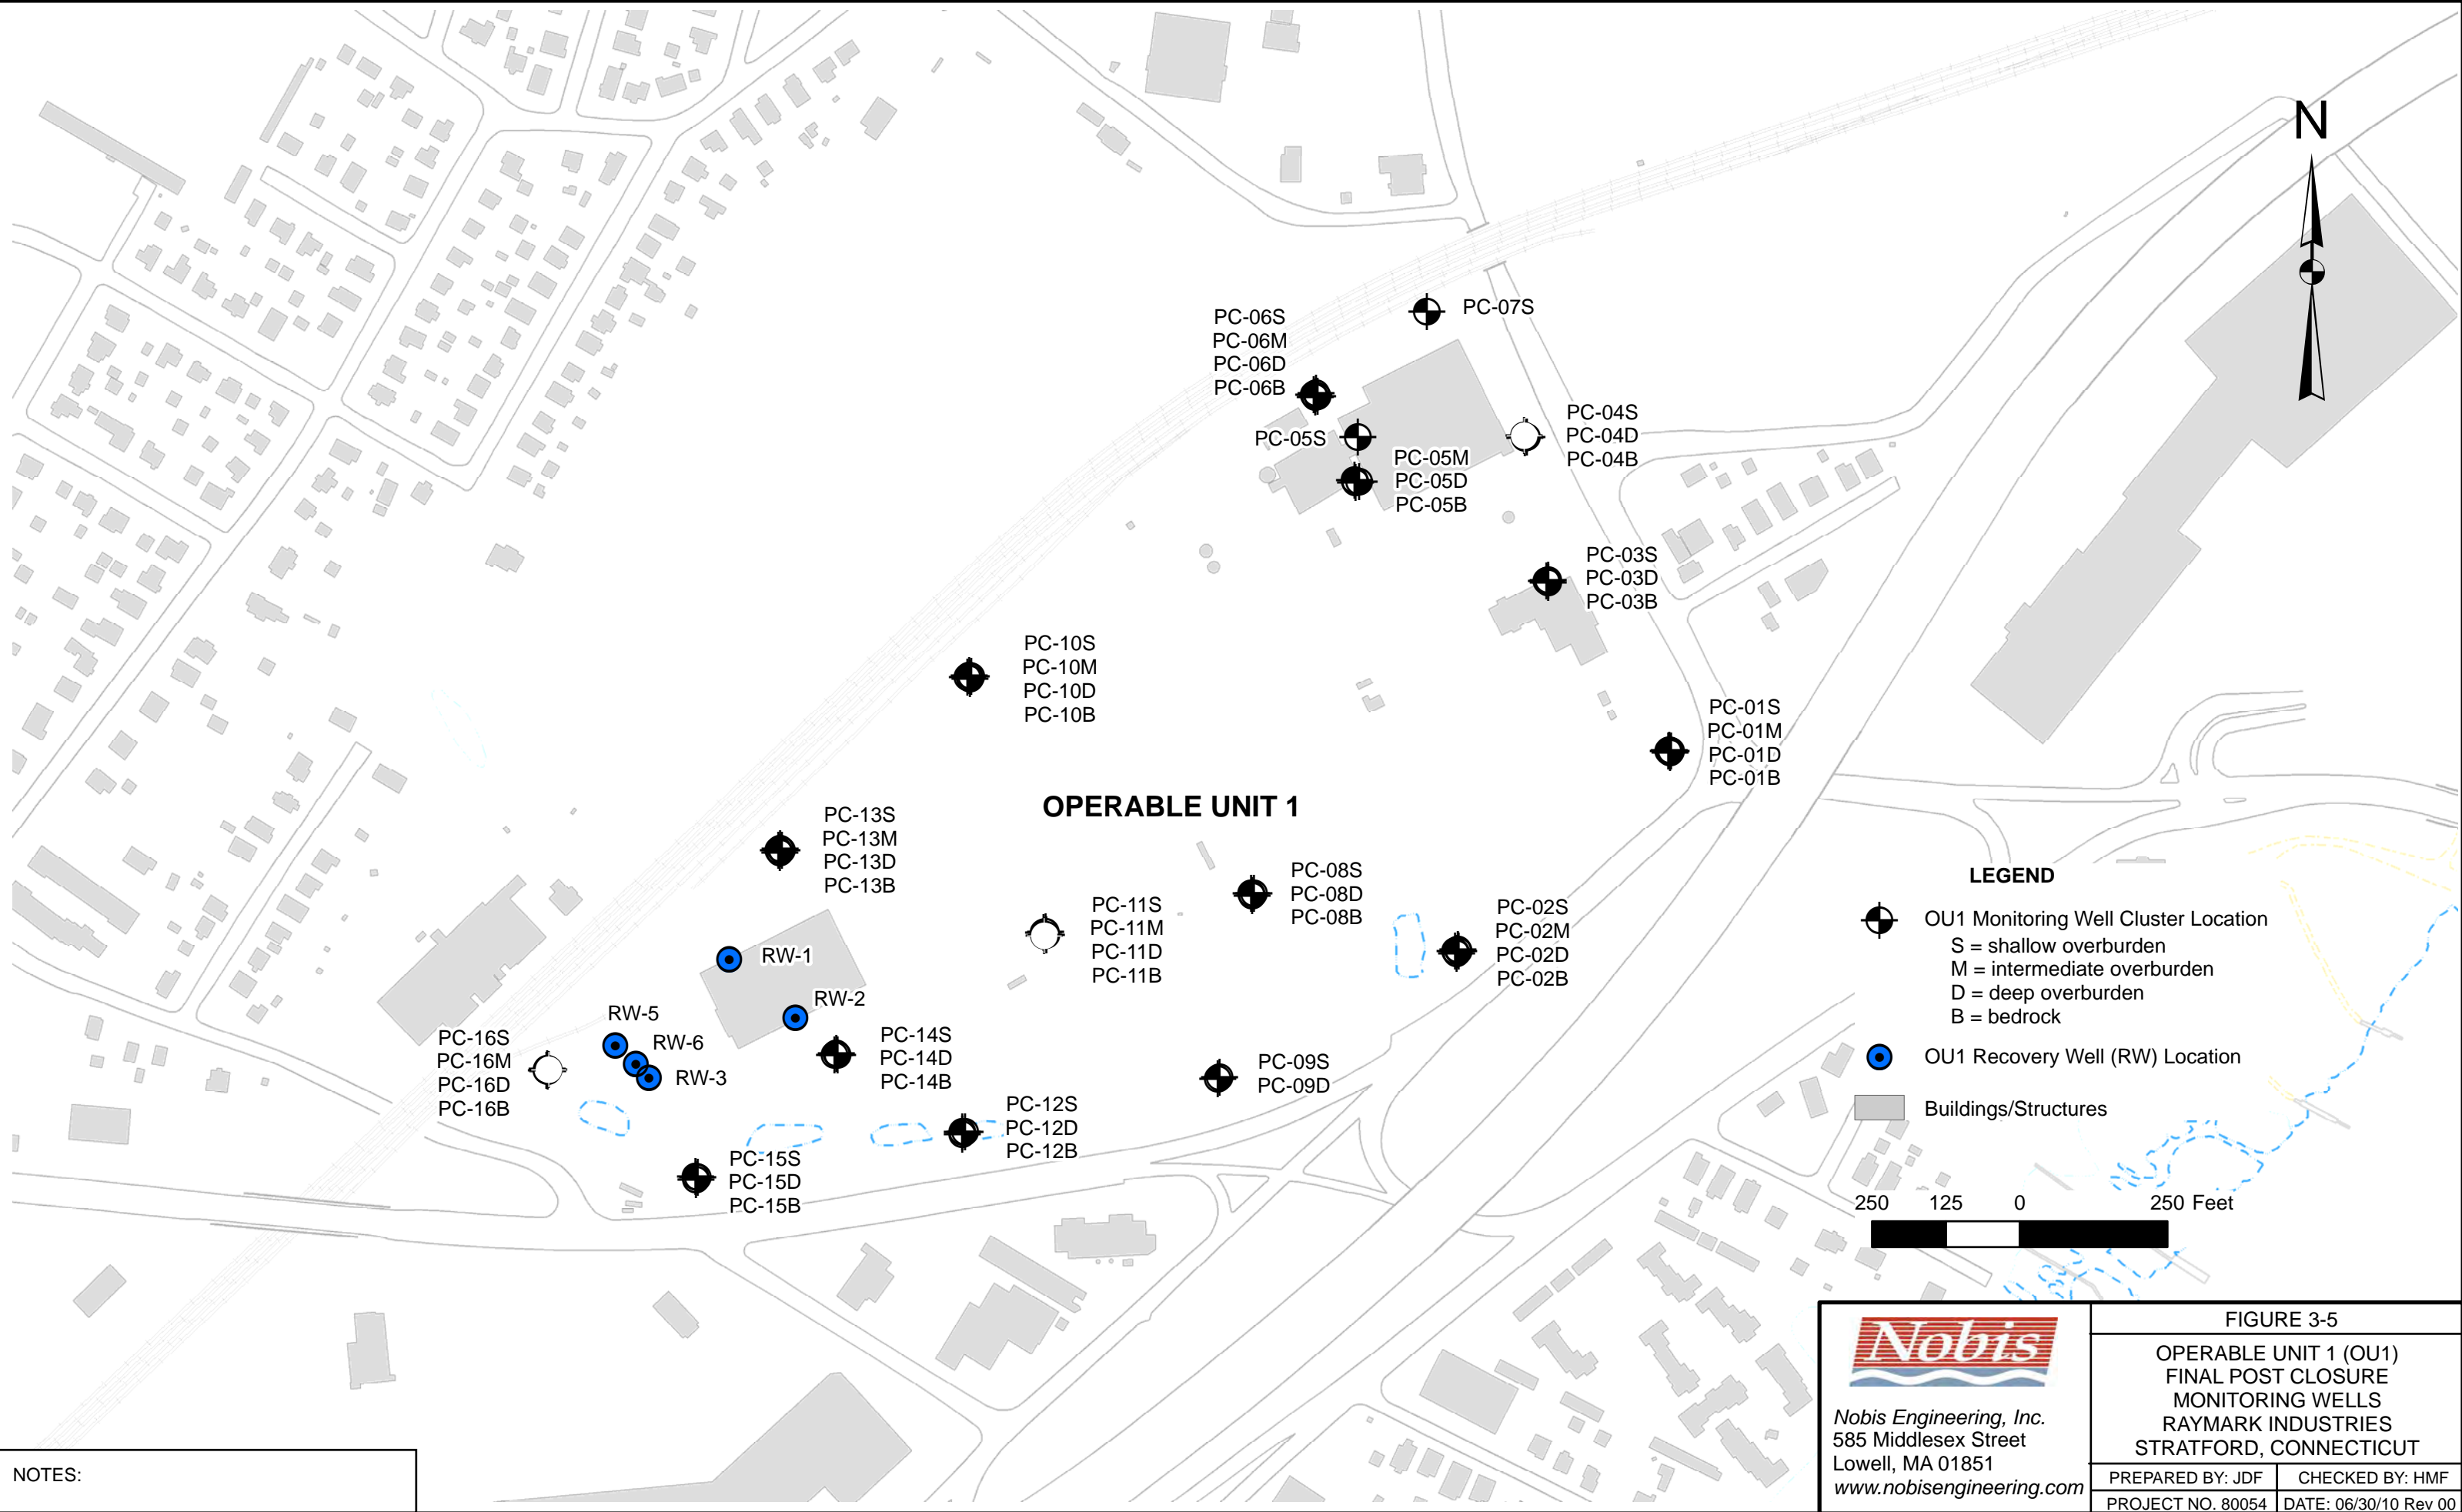 N
PC-06S
PC-06M
PC-06D
PC-06B
PC-07S
PC-05S
PC-05M
PC-05D
PC-05B
PC-04S
PC-04D
PC-04B
PC-03S
PC-03D
PC-03B
PC-10S
PC-10M
PC-10D
PC-10B
PC-01S
PC-01M
PC-01D
PC-01B
OPERABLE UNIT 1
PC-13S
PC-13M
PC-13D
PC-13B
PC-08S
PC-08D
PC-08B
PC-11S
PC-11M
PC-11D
PC-11B
PC-02S
PC-02M
PC-02D
PC-02B
RW-1
RW-2
RW-5
RW-6
RW-3
PC-16S
PC-16M
PC-16D
PC-16B
PC-14S
PC-14D
PC-14B
PC-09S
PC-09D
PC-12S
PC-12D
PC-12B
PC-15S
PC-15D
PC-15B
LEGEND
OU1 Monitoring Well Cluster Location
S = shallow overburden
M = intermediate overburden
D = deep overburden
B = bedrock
OU1 Recovery Well (RW) Location
Buildings/Structures
250 125 0 250 Feet
NOTES:
Nobis
Nobis Engineering, Inc.
585 Middlesex Street
Lowell, MA 01851
www.nobisengineering.com
FIGURE 3-5
OPERABLE UNIT 1 (OU1)
FINAL POST CLOSURE
MONITORING WELLS
RAYMARK INDUSTRIES
STRATFORD, CONNECTICUT
PREPARED BY: JDF
CHECKED BY: HMF
PROJECT NO. 80054
DATE: 06/30/10 Rev 00